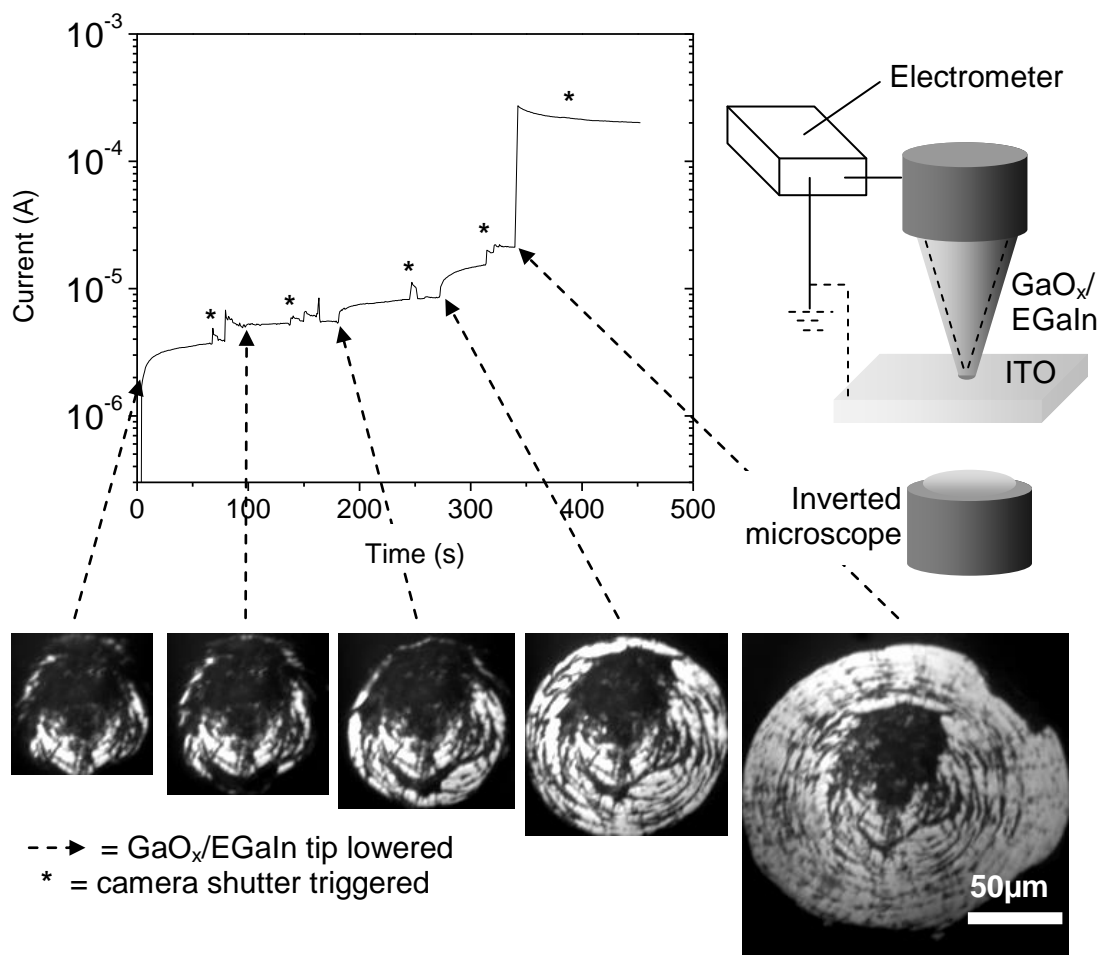 10-3
10-4
10-5
10-6
Current (A)
*
*
*
*
*
0
100
200
300
400
500
Time (s)
Electrometer
GaOx/
EGaIn
ITO
Inverted
microscope
= GaOx/EGaIn tip lowered
* = camera shutter triggered
50µm